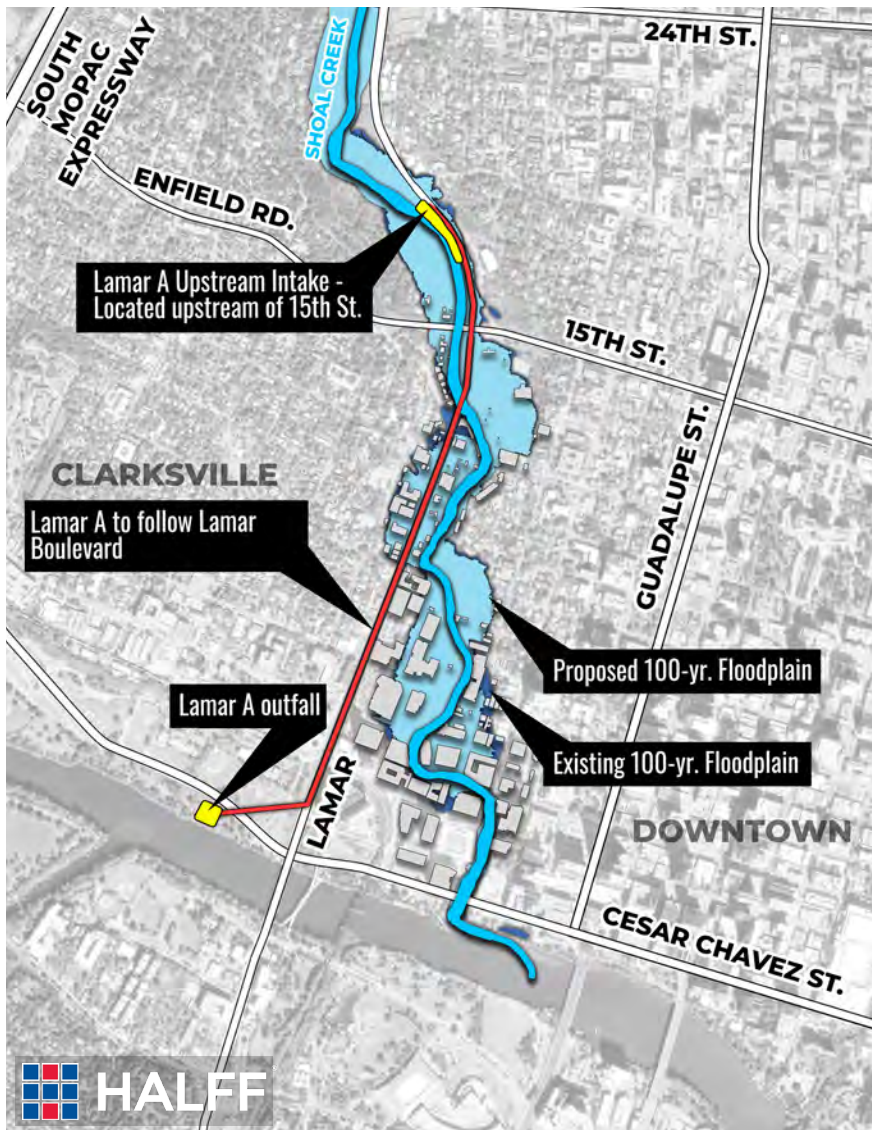 24TH ST.
SOUTH
MOPAC
EXPRESSWAY
SHOAL CREEK
ENFIELD RD.
Lamar A Upstream Intake -
Located upstream of 15th St.
15TH ST.
GUADALUPE ST.
CLARKSVILLE
Lamar A to follow Lamar
Boulevard
Proposed 100-yr. Floodplain
Lamar A outfall
Existing 100-yr. Floodplain
LAMAR
DOWNTOWN
CESAR CHAVEZ ST.
HALFF